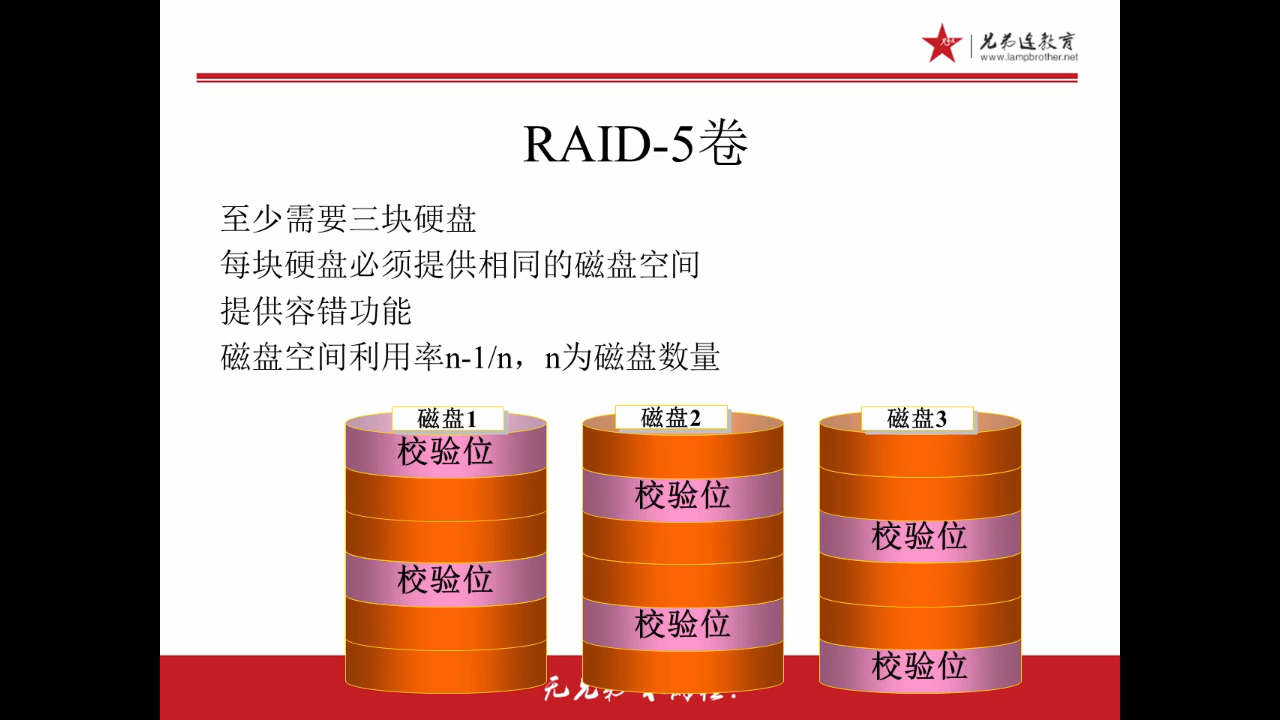 兄弟连教育
www.lampbrother.net
RAID-5卷
至少需要三块硬盘
每块硬盘必须提供相同的磁盘空间
提供容错功能
磁盘空间利用率n-1/n，n为磁盘数量
磁盘1
磁盘2
磁盘3
校验位
校验位
校验位
校验位
校验位
校验位
无兄弟